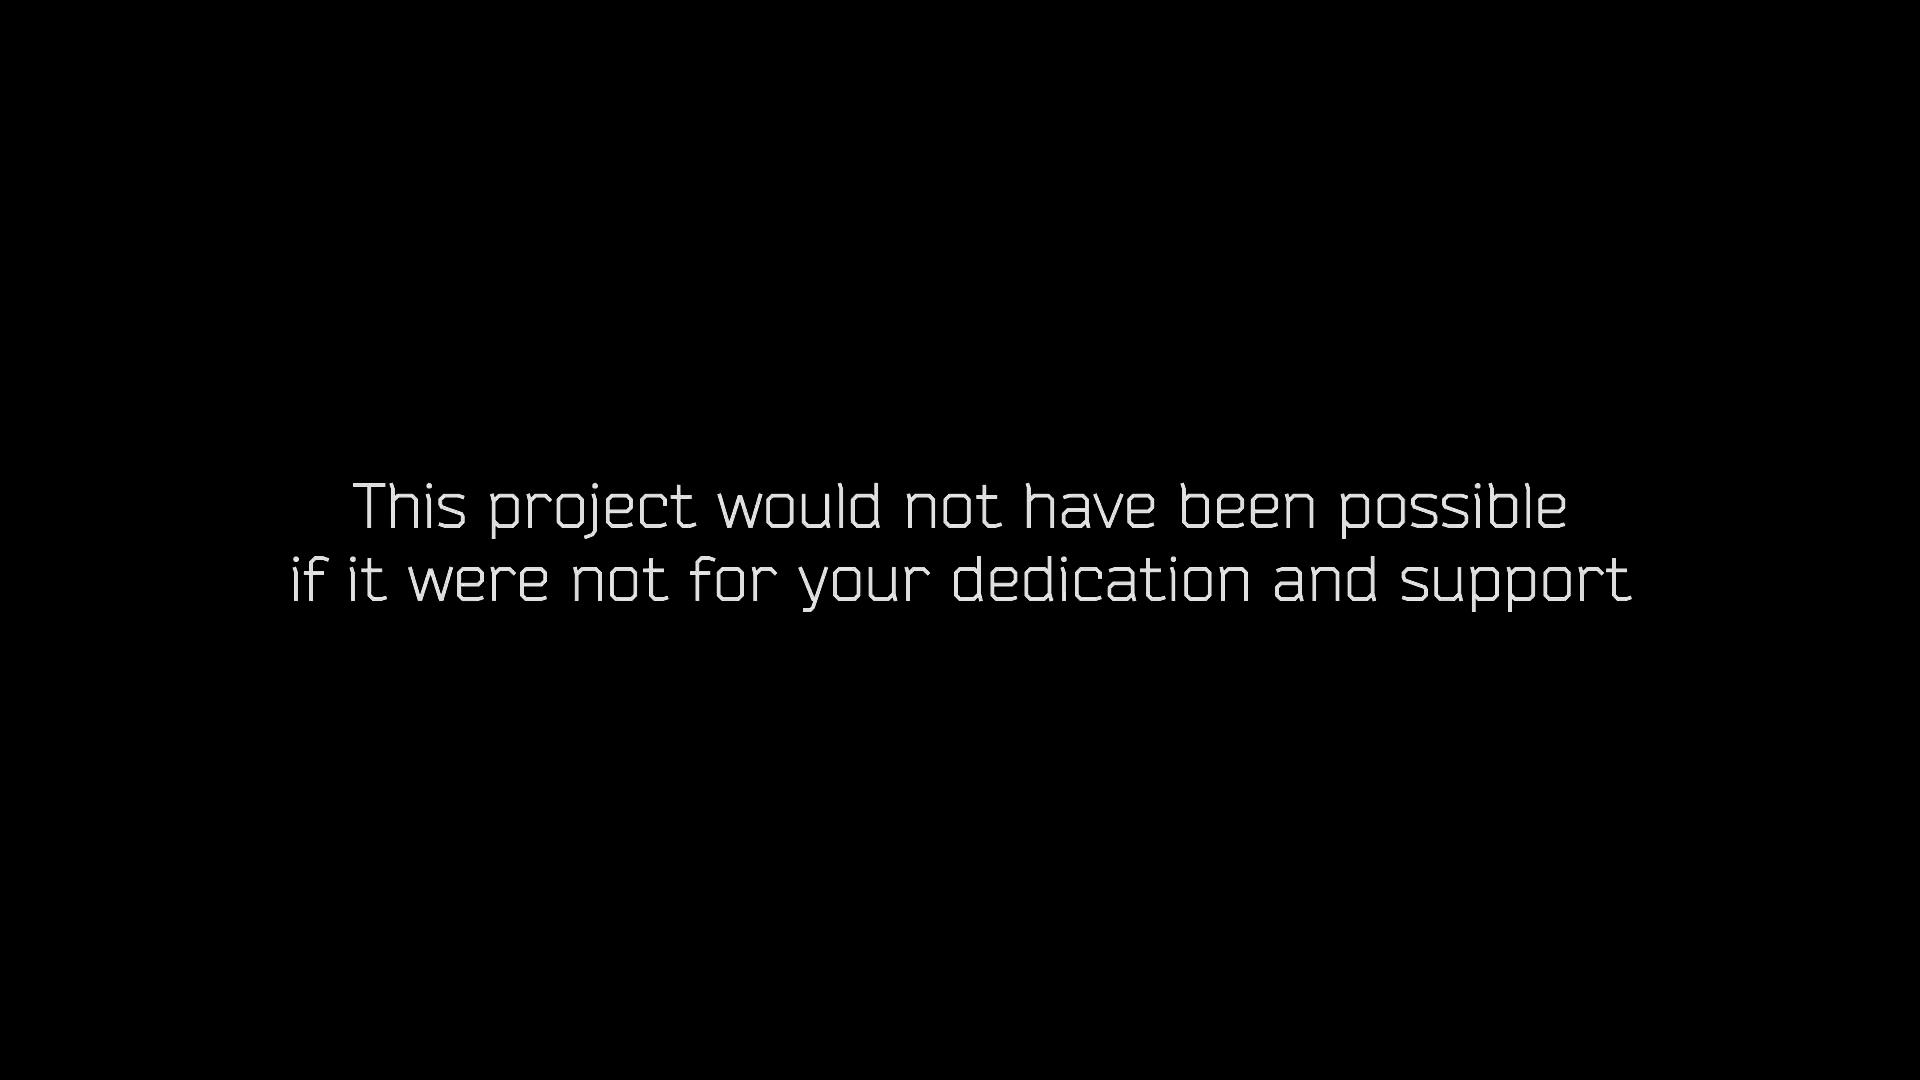 This project would not have been possible
if it were not for your dedication and support